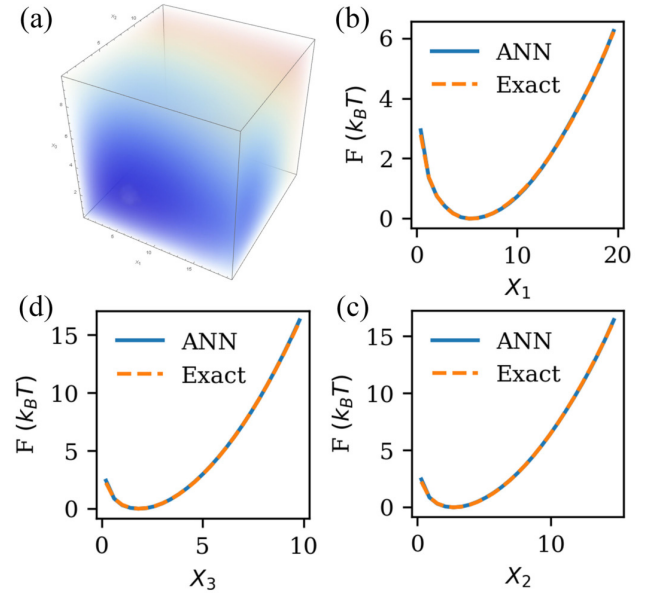 (a)
(b)
F (k_BT)
6
4
2
0
ANN
Exact
0
10
20
X_1
(d)
F (k_BT)
15
10
5
0
ANN
Exact
0
5
10
X_3
(c)
F (k_BT)
15
10
5
0
ANN
Exact
0
10
X_2